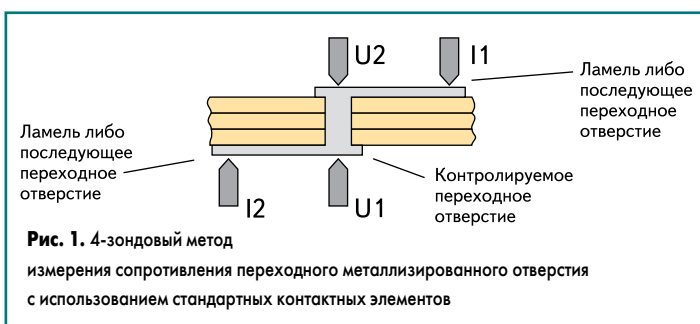 U2
I1
Ламель либо
последующее
переходное
отверстие
Ламель либо
последующее
переходное
отверстие
I2
U1
Контролируемое
переходное
отверстие
Рис. 1. 4-зондовый метод
измерения сопротивления переходного металлизированного отверстия
с использованием стандартных контактных элементов